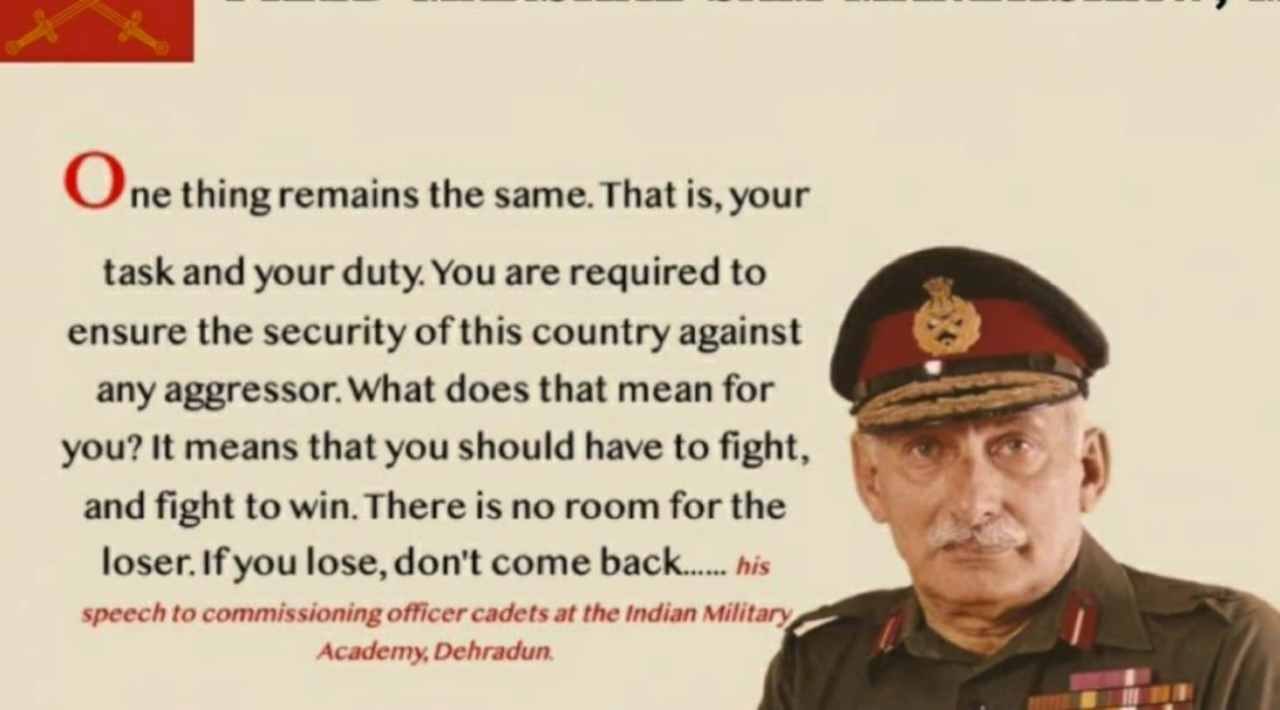 One thing remains the same. That is, your
task and your duty. You are required to
ensure the security of this country against
any aggressor. What does that mean for
you? It means that you should have to fight,
and fight to win. There is no room for the
loser. If you lose, don't come back...... his
speech to commissioning officer cadets at the Indian Military
Academy, Dehradun.